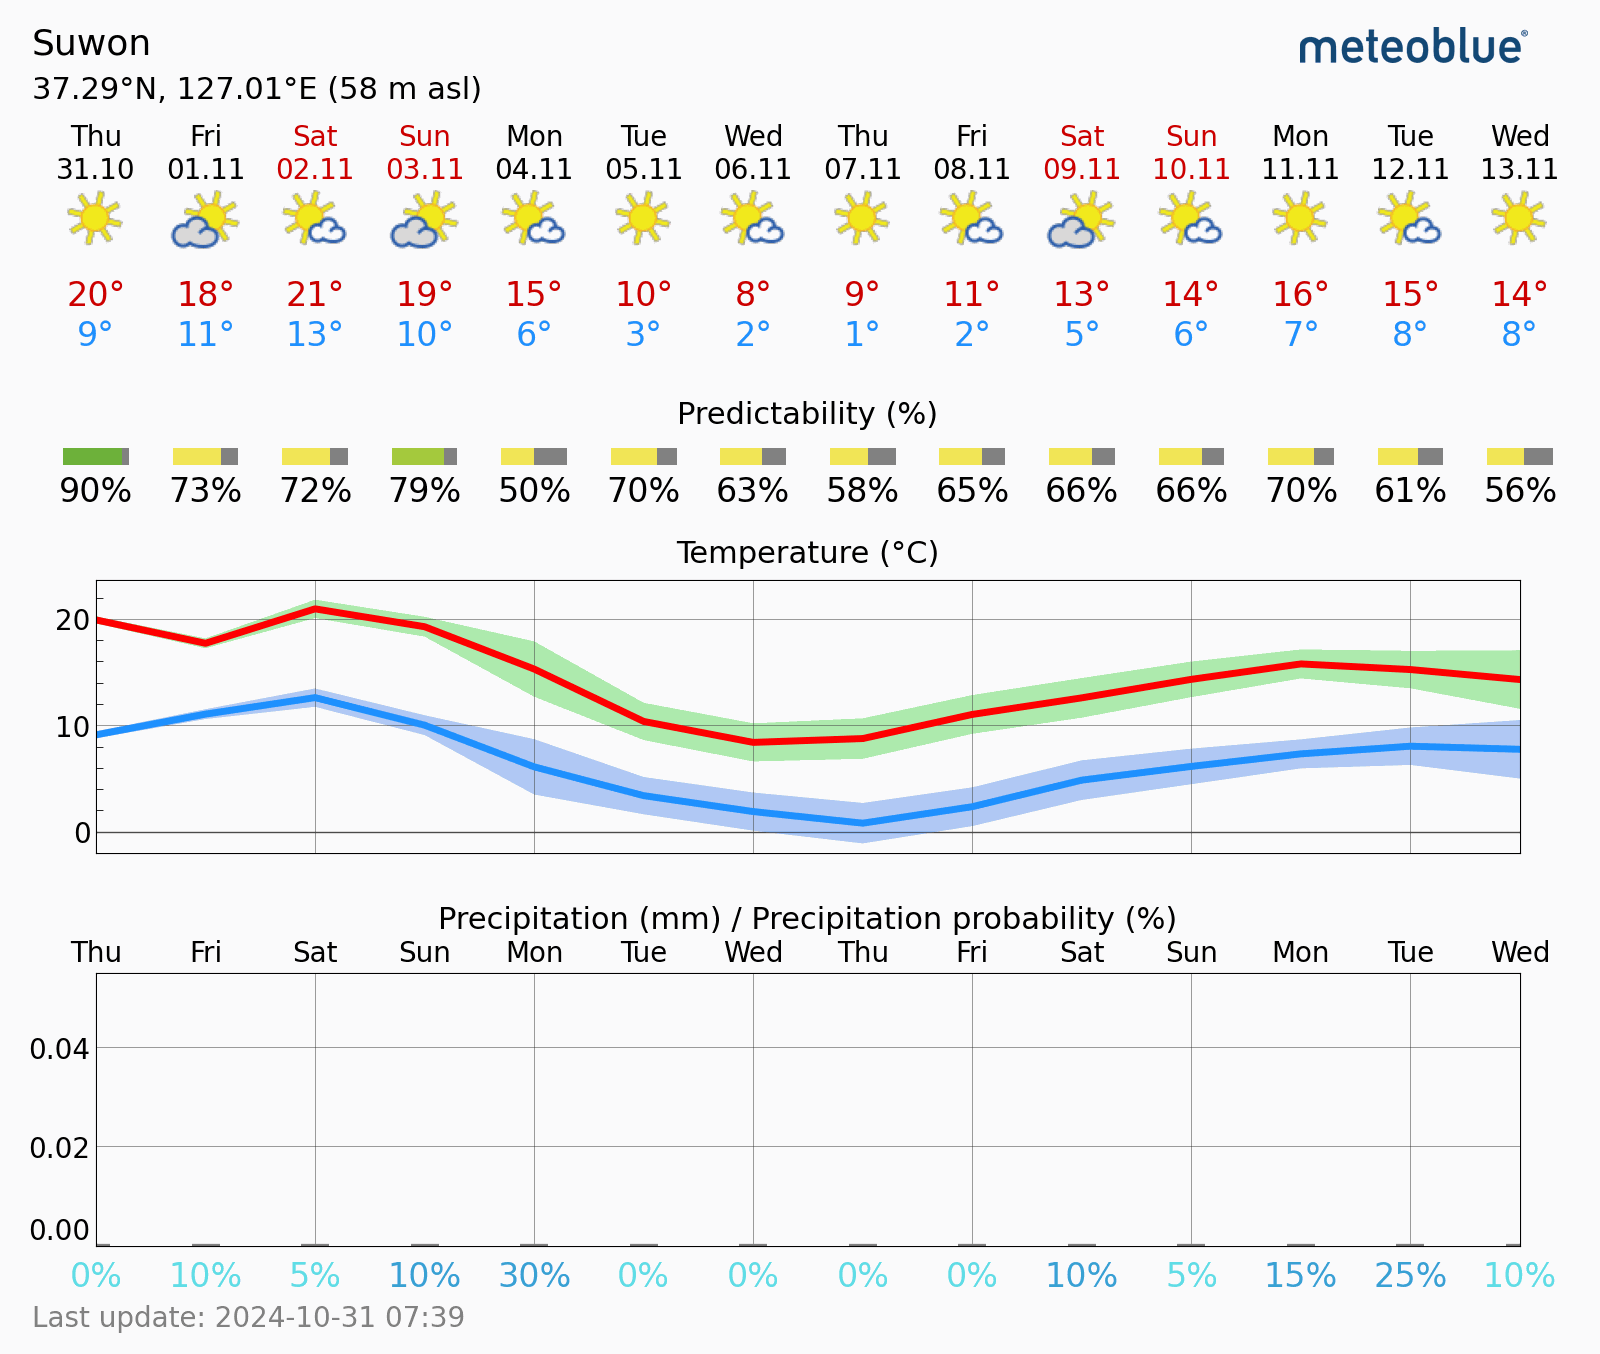 Suwon
meteoblue®
37.29°N, 127.01°E (58 m asl)
Thu Fri Sat Sun Mon Tue Wed Thu Fri Sat Sun Mon Tue Wed
31.10 01.11 02.11 03.11 04.11 05.11 06.11 07.11 08.11 09.11 10.11 11.11 12.11 13.11
20° 18° 21° 19° 15° 10° 8° 9° 11° 13° 14° 16° 15° 14°
9° 11° 13° 10° 6° 3° 2° 1° 2° 5° 6° 7° 8° 8°
Predictability (%)
90% 73% 72% 79% 50% 70% 63% 58% 65% 66% 66% 70% 61% 56%
Temperature (°C)
20
10
0
Precipitation (mm) / Precipitation probability (%)
Thu Fri Sat Sun Mon Tue Wed Thu Fri Sat Sun Mon Tue Wed
0.04
0.02
0.00
0% 10% 5% 10% 30% 0% 0% 0% 0% 10% 5% 15% 25% 10%
Last update: 2024-10-31 07:39